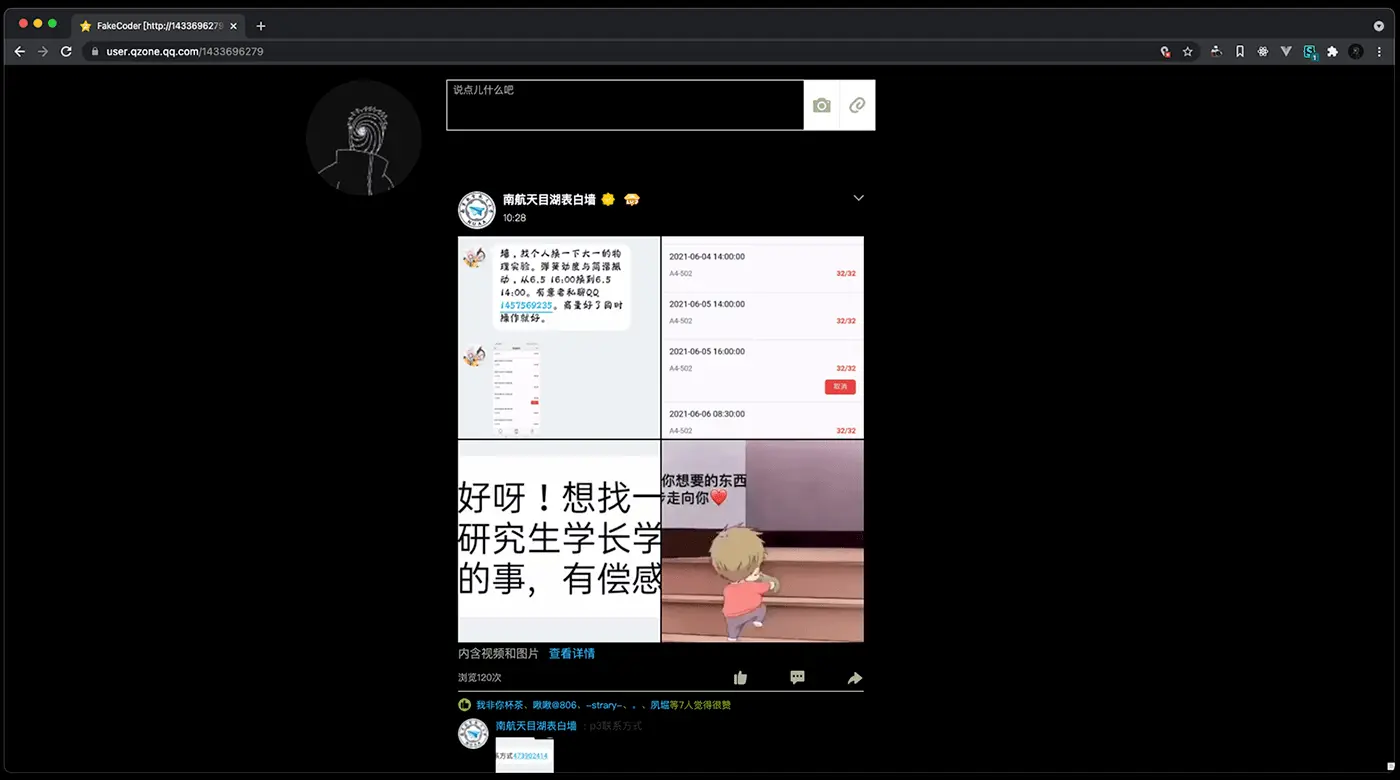 FakeCoder [http://1433696279
user.qzone.qq.com/1433696279
说点儿什么吧
南航天目湖表白墙
10:28
墙，找个人换一下大一的物
理实验。弹簧劲度与简谐振
动，从6.5 16:00换到6.5
14:00。有意者私聊QQ
1457569235。商量好了同时
操作就好。
2021-06-04 14:00:00
A4-502 32/32
2021-06-05 14:00:00
A4-502 32/32
2021-06-05 16:00:00
A4-502 32/32
取消
2021-06-06 08:30:00
A4-502 32/32
好呀！想找一
研究生学长学
的事，有偿感
你想要的东西
步走向你❤️
内含视频和图片 查看详情
浏览120次
我非你杯茶、瞅瞅@806、–strary–、。、夙堀等7人觉得很赞
南航天目湖表白墙 : p3联系方式
系方式473902414